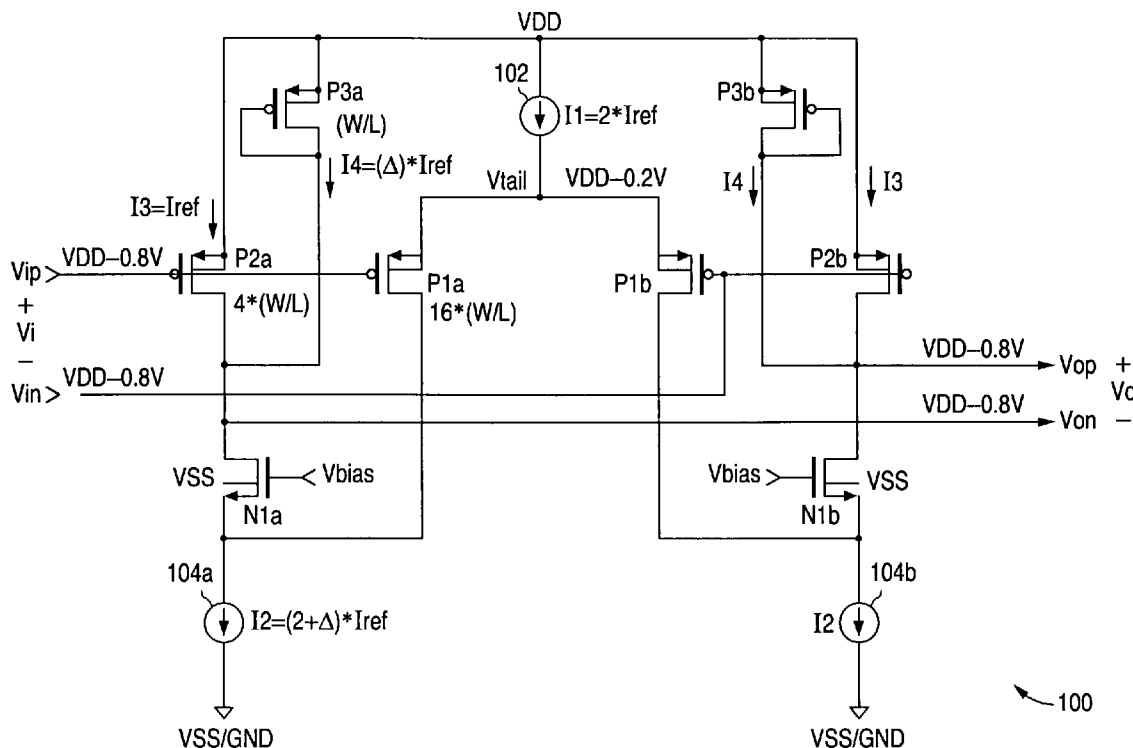 VDD
102
P3a
P3b
I1=2*Iref
(W/L)
I4=(Δ)*Iref
Vtail
VDD–0.2V
I4
I3
I3=Iref
VDD–0.8V
P2a
P2b
Vip
P1a
P1b
+
4*(W/L)
16*(W/L)
Vi
–
VDD–0.8V
Vin
VDD–0.8V
Vop
+
VDD–0.8V
Von
–
VSS
Vbias
Vbias
VSS
N1a
N1b
104a
104b
I2=(2+Δ)*Iref
I2
100
VSS/GND
VSS/GND